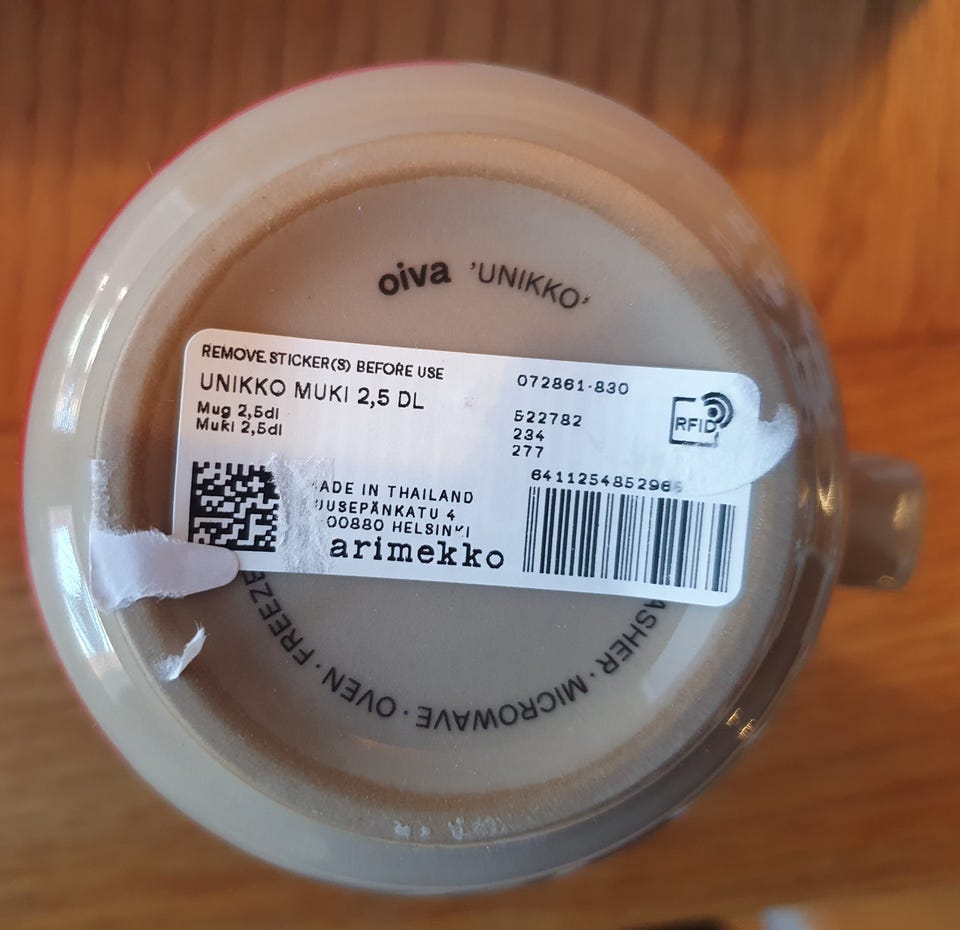 oiva 'UNIKKO'
REMOVE STICKER(S) BEFORE USE
UNIKKO MUKI 2,5 DL
Mug 2,5dl
Muki 2,5dl
072861-830
522782
234
277
RFID
641125485296
ADE IN THAILAND
USEPÄNKATU 4
00880 HELSINKI
arimekko
ASHER · MICROWAVE · OVEN · FREEZE